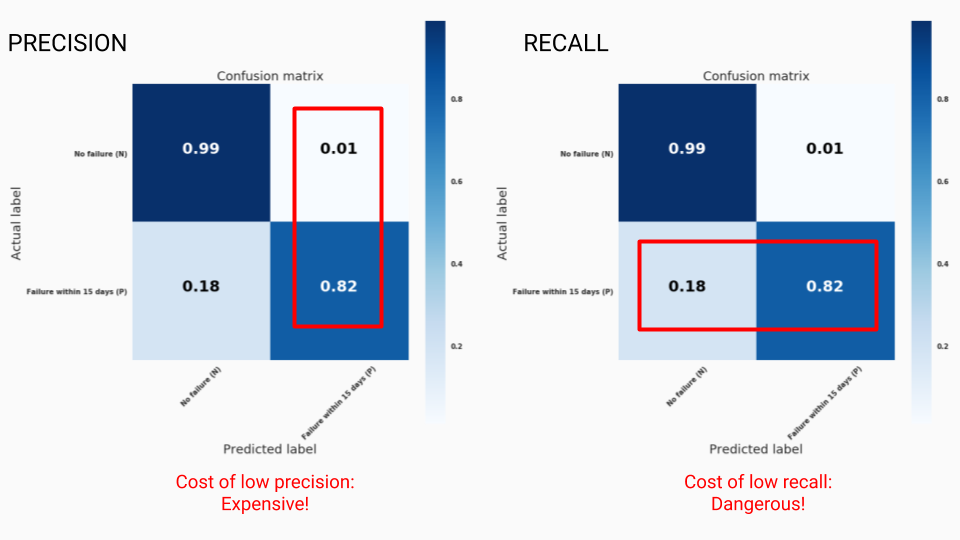 PRECISION
Confusion matrix
No failure (N)
Failure within 15 days (P)
Actual label
0.99
0.01
0.18
0.82
No failure (N)
Failure within 15 days (P)
Predicted label
0.8
0.6
0.4
0.2
Cost of low precision:
Expensive!
RECALL
Confusion matrix
No failure (N)
Failure within 15 days (P)
Actual label
0.99
0.01
0.18
0.82
No failure (N)
Failure within 15 days (P)
Predicted label
0.8
0.6
0.4
0.2
Cost of low recall:
Dangerous!